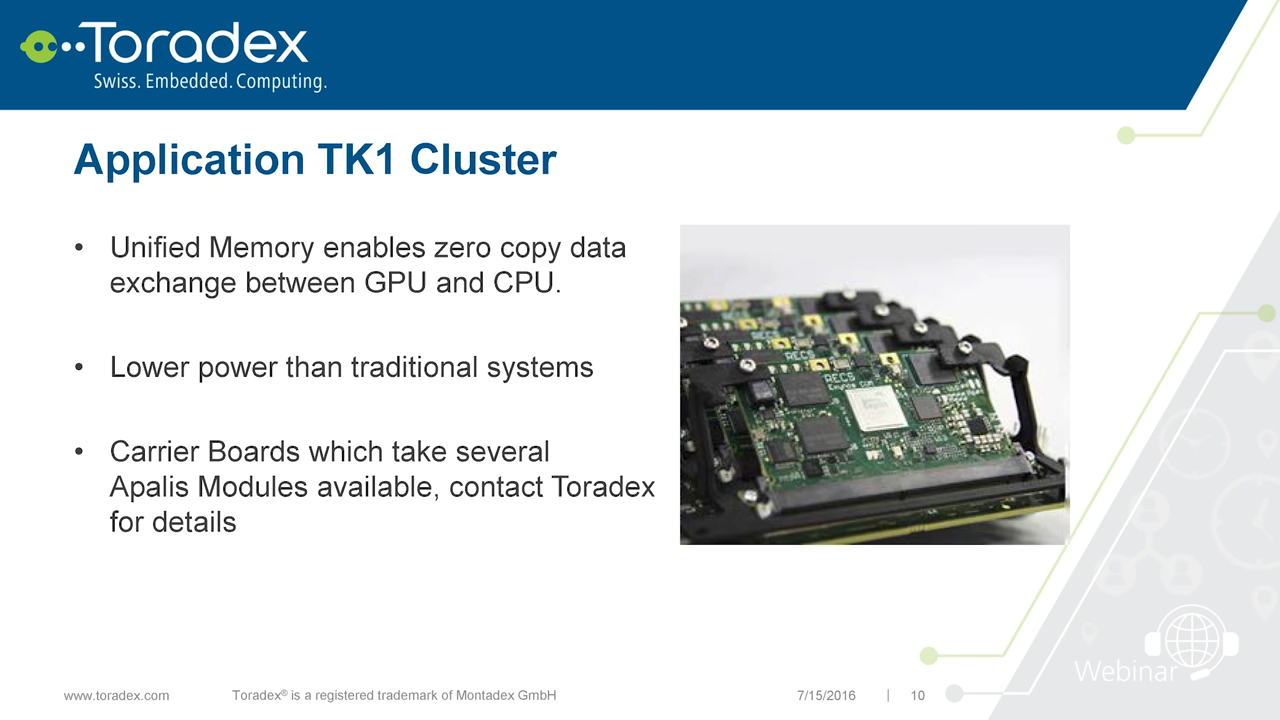 Toradex
Swiss. Embedded. Computing.
Application TK1 Cluster
• Unified Memory enables zero copy data
exchange between GPU and CPU.
• Lower power than traditional systems
• Carrier Boards which take several
Apalis Modules available, contact Toradex
for details
RECS
RECS
RECS
Webinar
www.toradex.com
Toradex® is a registered trademark of Montadex GmbH
7/15/2016 | 10